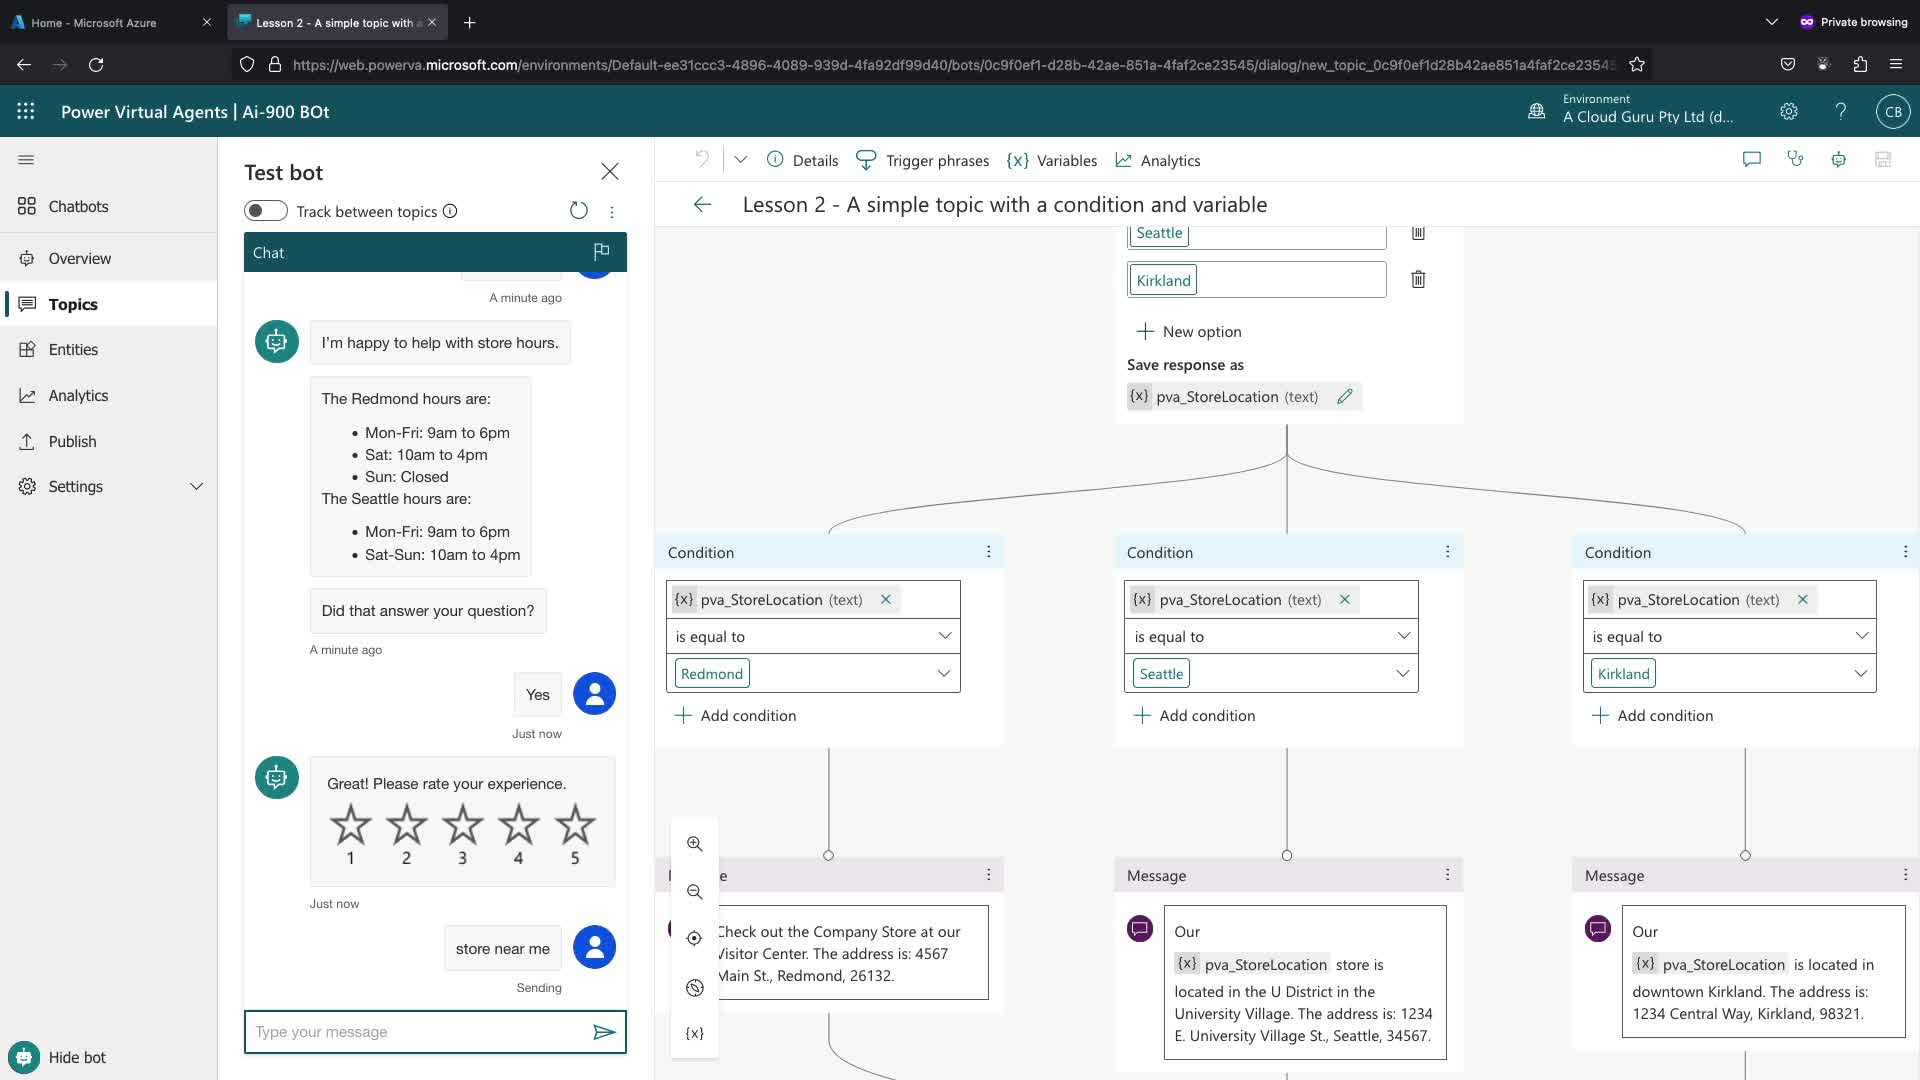 Home - Microsoft Azure
Lesson 2 - A simple topic with a
Private browsing
https://web.powerva.microsoft.com/environments/Default-ee31ccc3-4896-4089-939d-4fa92df99d40/bots/0c9f0ef1-d28b-42ae-851a-4faf2ce23545/dialog/new_topic_0c9f0ef1d28b42ae851a4faf2ce23545
Power Virtual Agents | Ai-900 BOt
Environment
A Cloud Guru Pty Ltd (d...
?
CB
Chatbots
Overview
Topics
Entities
Analytics
Publish
Settings
Hide bot
Test bot
Track between topics
Chat
A minute ago
I'm happy to help with store hours.
The Redmond hours are:
• Mon-Fri: 9am to 6pm
• Sat: 10am to 4pm
• Sun: Closed
The Seattle hours are:
• Mon-Fri: 9am to 6pm
• Sat-Sun: 10am to 4pm
Did that answer your question?
A minute ago
Yes
Just now
Great! Please rate your experience.
1 2 3 4 5
Just now
store near me
Sending
Type your message
Details
Trigger phrases
{x} Variables
Analytics
Lesson 2 - A simple topic with a condition and variable
Seattle
Kirkland
New option
Save response as
{x} pva_StoreLocation (text)
Condition
{x} pva_StoreLocation (text)
is equal to
Redmond
Add condition
Condition
{x} pva_StoreLocation (text)
is equal to
Seattle
Add condition
Condition
{x} pva_StoreLocation (text)
is equal to
Kirkland
Add condition
{x}
Check out the Company Store at our
Visitor Center. The address is: 4567
Main St., Redmond, 26132.
Message
Our
{x} pva_StoreLocation store is
located in the U District in the
University Village. The address is: 1234
E. University Village St., Seattle, 34567.
Message
Our
{x} pva_StoreLocation is located in
downtown Kirkland. The address is:
1234 Central Way, Kirkland, 98321.